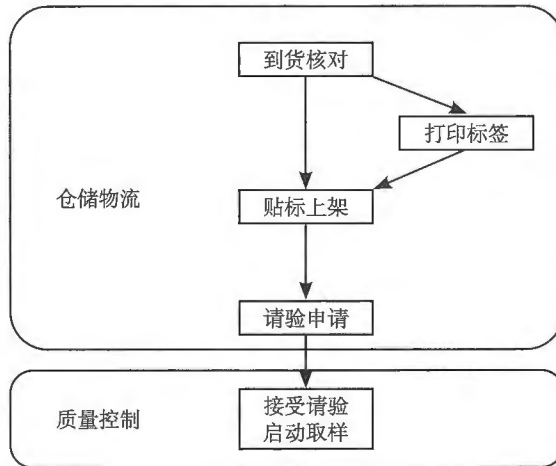 到货核对
打印标签
仓储物流
贴标上架
请验申请
质量控制
接受请验
启动取样